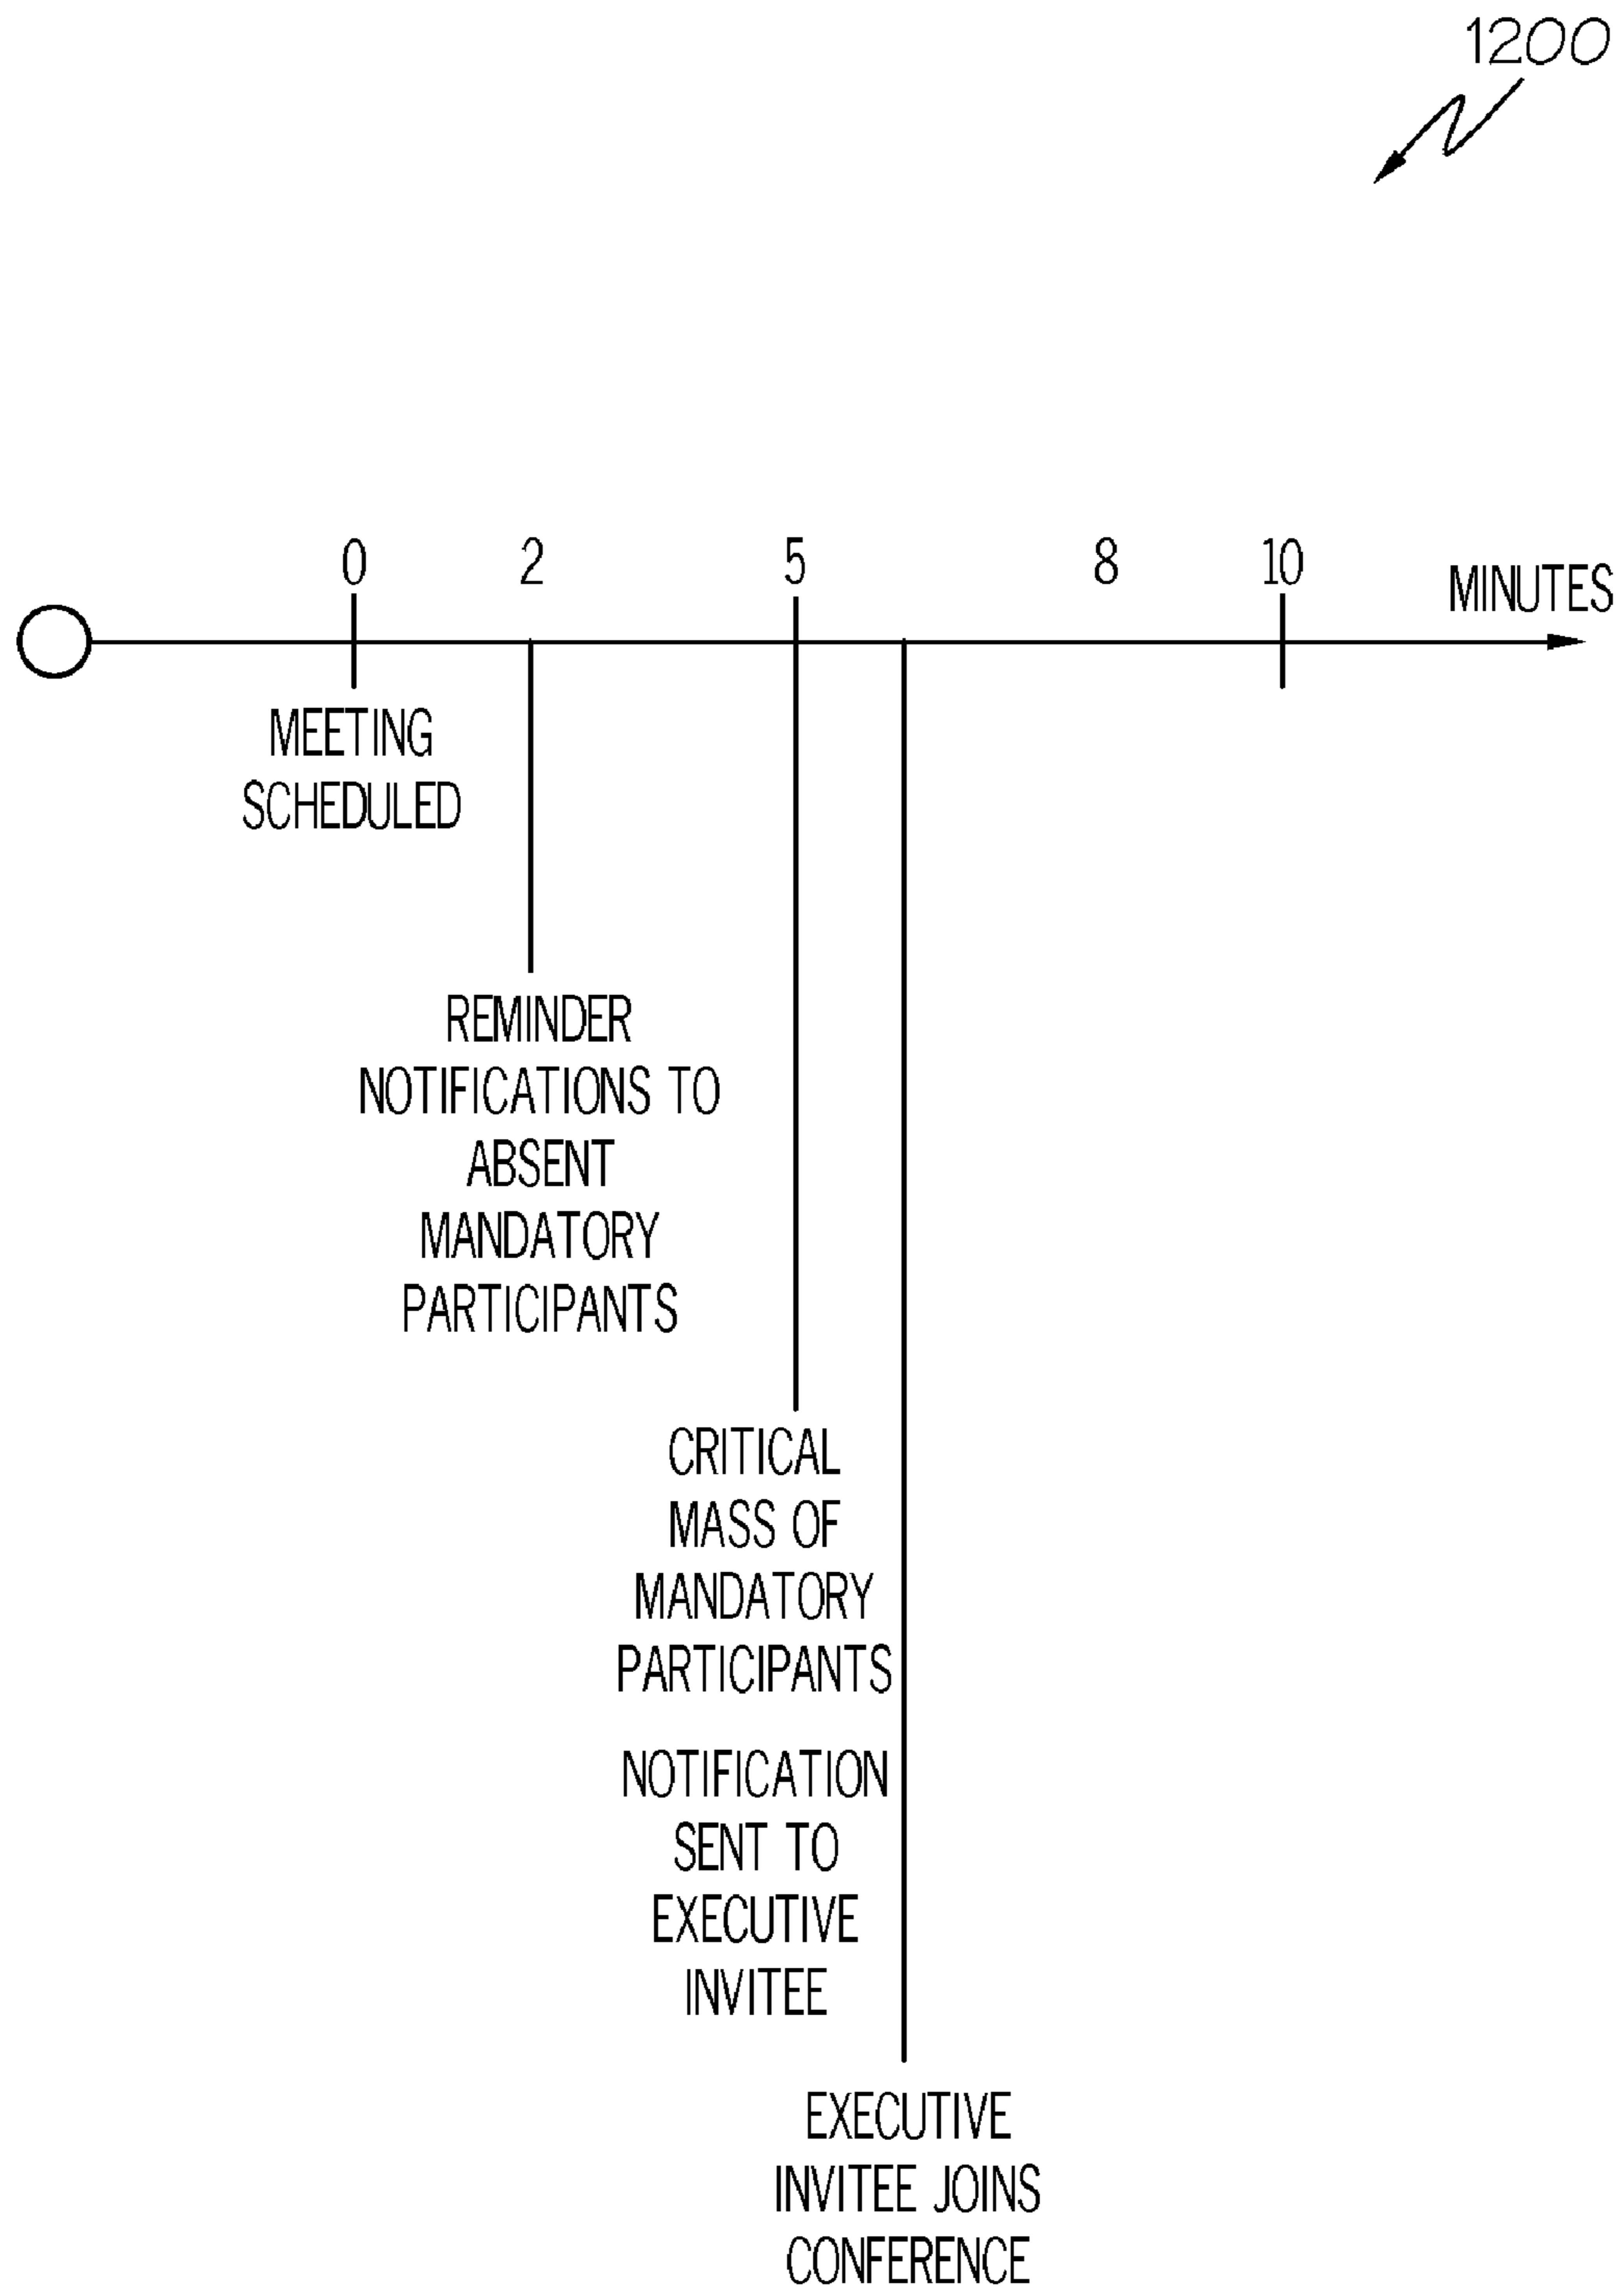 1200
0 2 5 8 10 MINUTES
MEETING
SCHEDULED
REMINDER
NOTIFICATIONS TO
ABSENT
MANDATORY
PARTICIPANTS
CRITICAL
MASS OF
MANDATORY
PARTICIPANTS
NOTIFICATION
SENT TO
EXECUTIVE
INVITEE
EXECUTIVE
INVITEE JOINS
CONFERENCE